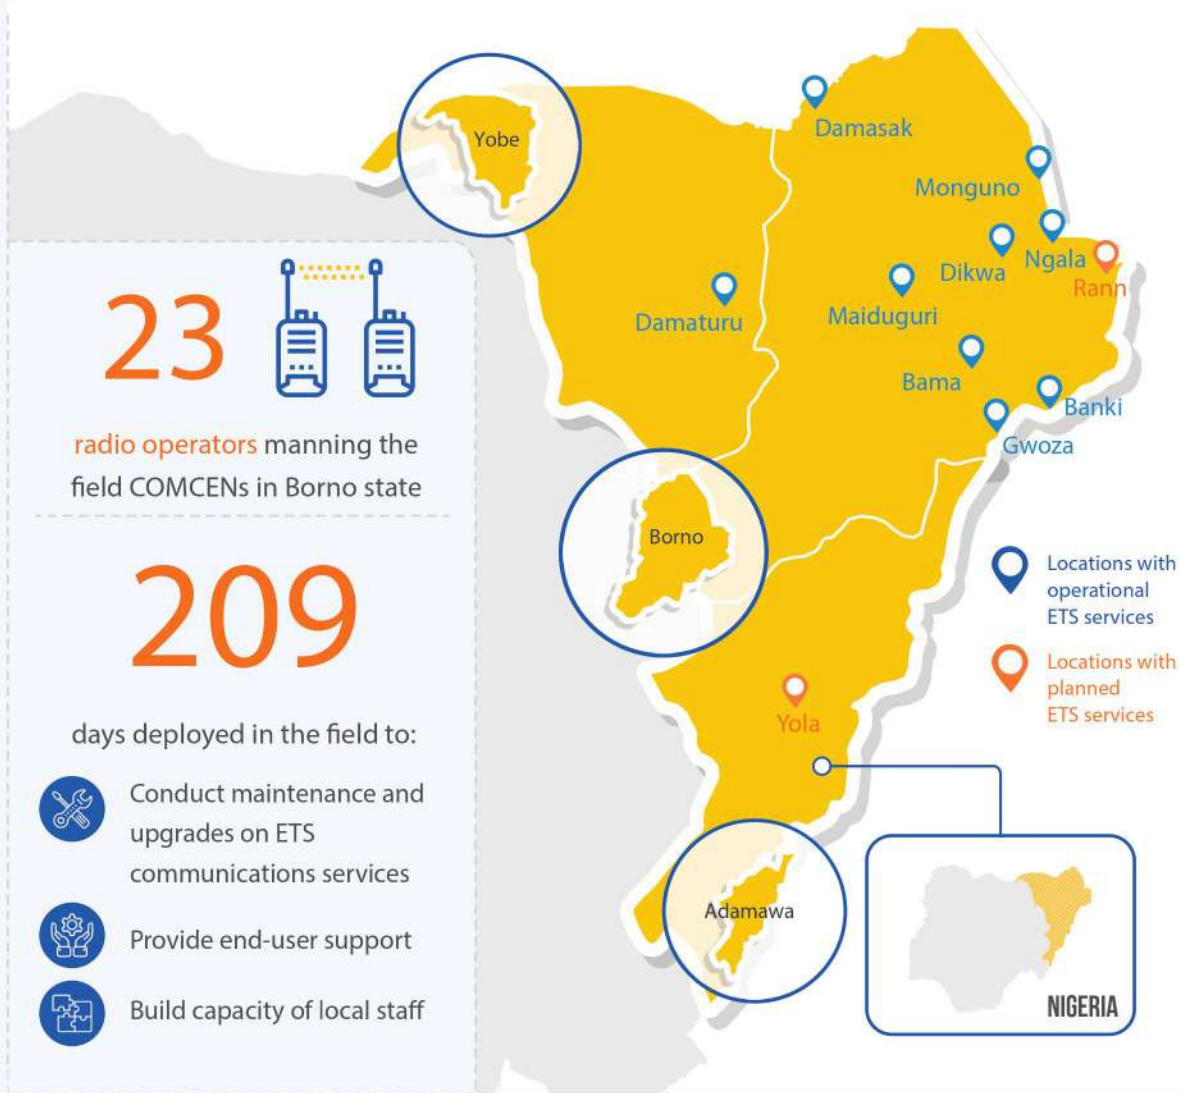 23
radio operators manning the
field COMCENs in Borno state
209
days deployed in the field to:
Conduct maintenance and
upgrades on ETS
communications services
Provide end-user support
Build capacity of local staff
Yobe
Damasak
Monguno
Ngala
Dikwa
Rann
Damaturu
Maiduguri
Bama
Banki
Gwoza
Borno
Locations with
operational
ETS services
Locations with
planned
ETS services
Yola
Adamawa
NIGERIA